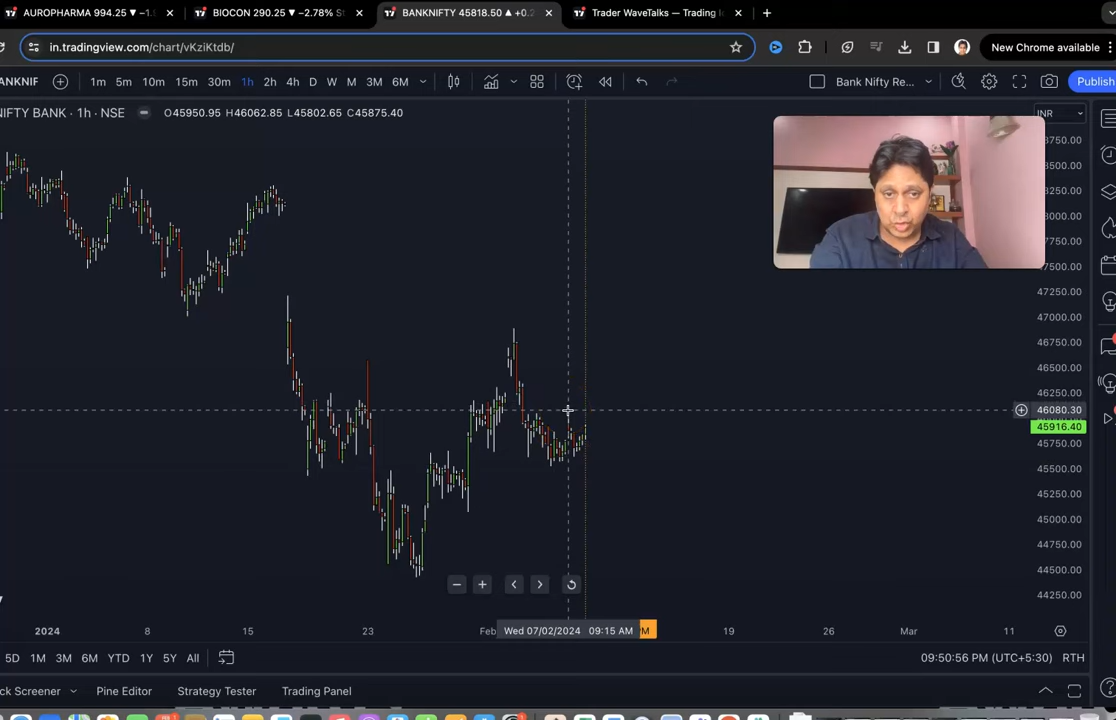 AUROPHARMA 994.25 ▼ −1.
BIOCON 290.25 ▼ −2.78%
BANKNIFTY 45818.50 ▲ +0.2
Trader WaveTalks — Trading
in.tradingview.com/chart/vKziKtdb/
New Chrome available
ANKNIF
1m 5m 10m 15m 30m 1h 2h 4h D W M 3M 6M
Bank Nifty Re...
Publish
NIFTY BANK · 1h · NSE
O45950.95 H46062.85 L45802.65 C45875.40
INR
8750.00
8500.00
8250.00
8000.00
47750.00
47500.00
47250.00
47000.00
46750.00
46500.00
46250.00
46080.30
45916.40
45750.00
45500.00
45250.00
45000.00
44750.00
44500.00
44250.00
2024 8 15 23 Feb Wed 07/02/2024 09:15 AM 19 26 Mar 11
5D 1M 3M 6M YTD 1Y 5Y All
09:50:56 PM (UTC+5:30) RTH
ck Screener Pine Editor Strategy Tester Trading Panel